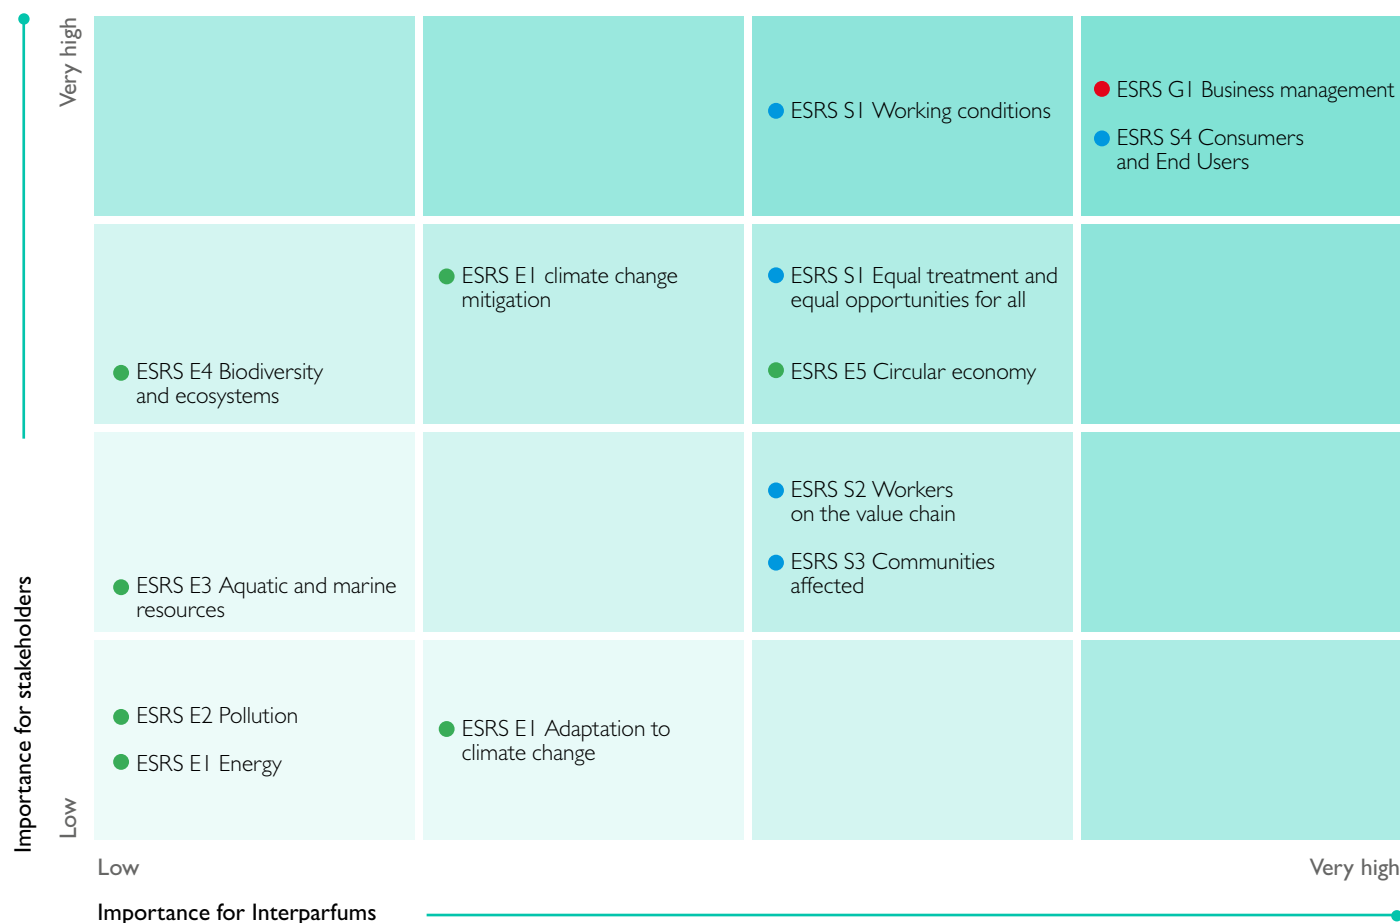 Very high
ESRS S1 Working conditions
ESRS G1 Business management
ESRS S4 Consumers
and End Users
ESRS E4 Biodiversity
and ecosystems
ESRS E1 climate change
mitigation
ESRS S1 Equal treatment and
equal opportunities for all
ESRS E5 Circular economy
Importance for stakeholders
ESRS E3 Aquatic and marine
resources
ESRS S2 Workers
on the value chain
ESRS S3 Communities
affected
ESRS E2 Pollution
ESRS E1 Energy
ESRS E1 Adaptation to
climate change
Low
Low
Very high
Importance for Interparfums